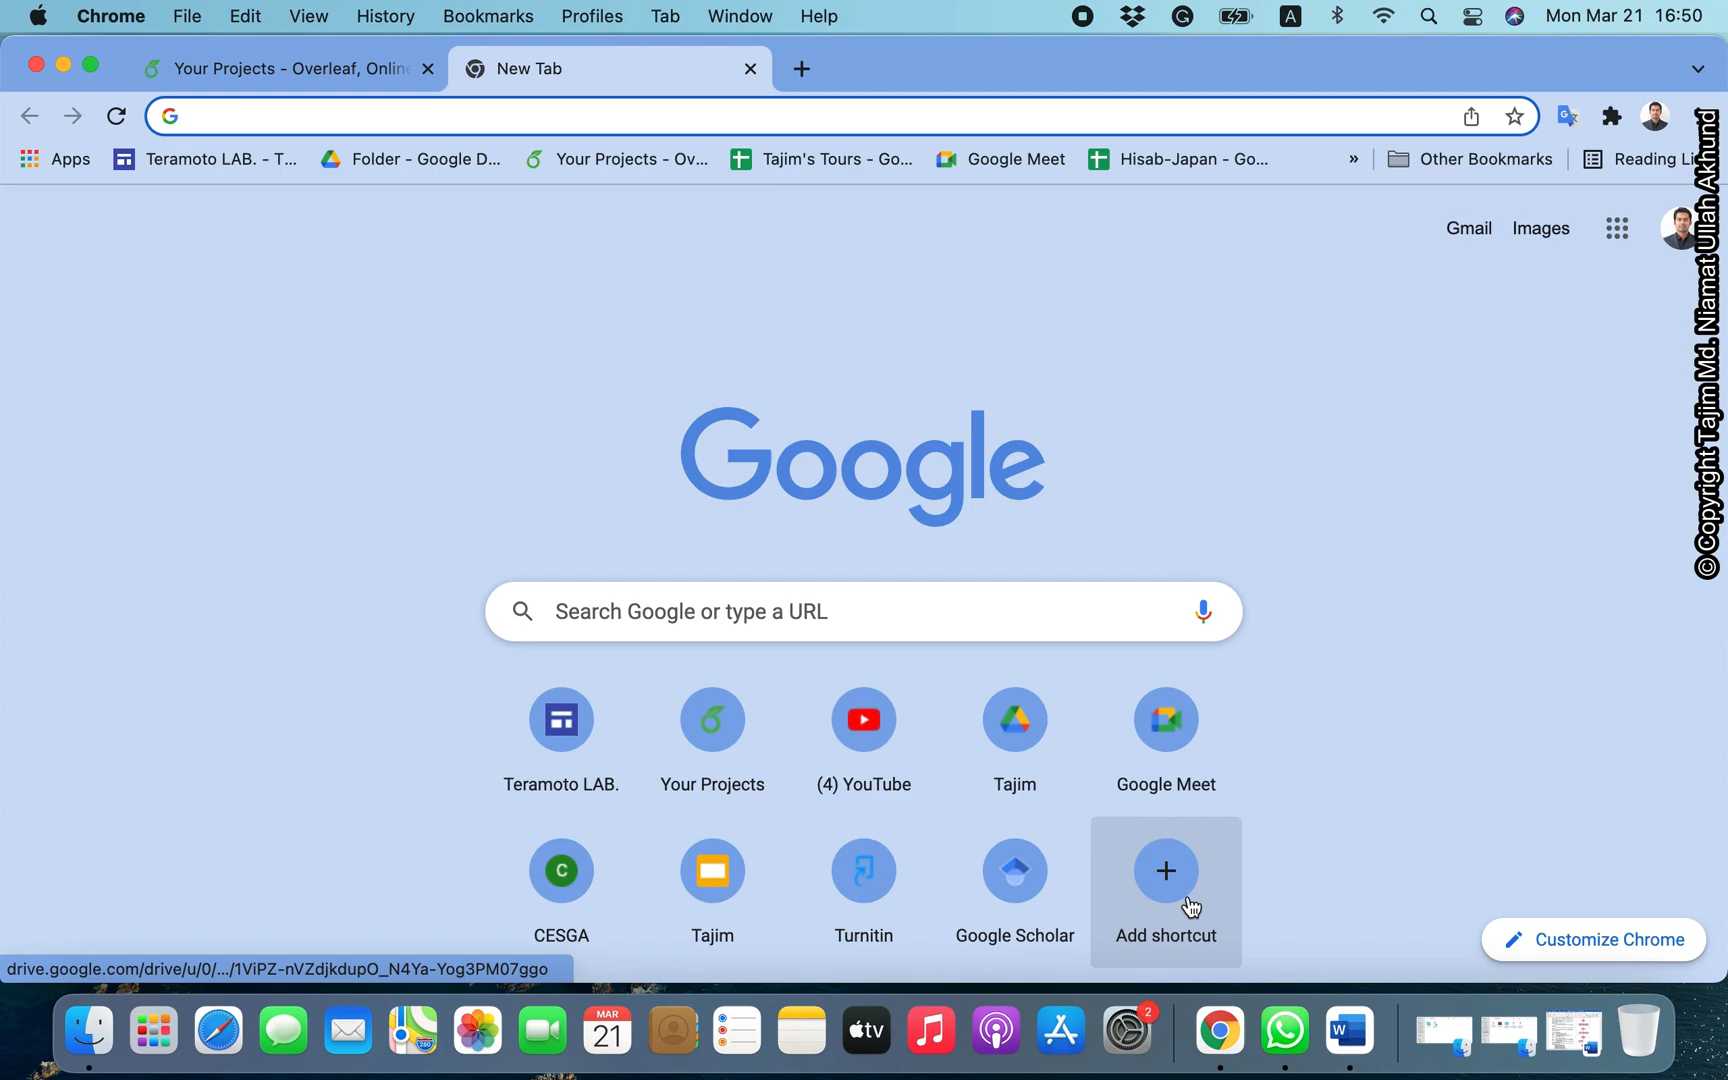 Chrome File Edit View History Bookmarks Profiles Tab Window Help A Mon Mar 21 16:50
Your Projects - Overleaf, Onlin New Tab
Apps Teramoto LAB. - T... Folder - Google D... Your Projects - Ov... Tajim's Tours - Go... Google Meet Hisab-Japan - Go... » Other Bookmarks Reading Li
©Copyright Tajim Md. Niamat Ullah Akhund
Gmail Images
Google
Search Google or type a URL
Teramoto LAB. Your Projects (4) YouTube Tajim Google Meet
C
CESGA Tajim Turnitin Google Scholar Add shortcut
Customize Chrome
drive.google.com/drive/u/0/.../1ViPZ-nVZdjkdupO_N4Ya-Yog3PM07ggo
MAR
21
280
tv
2
W